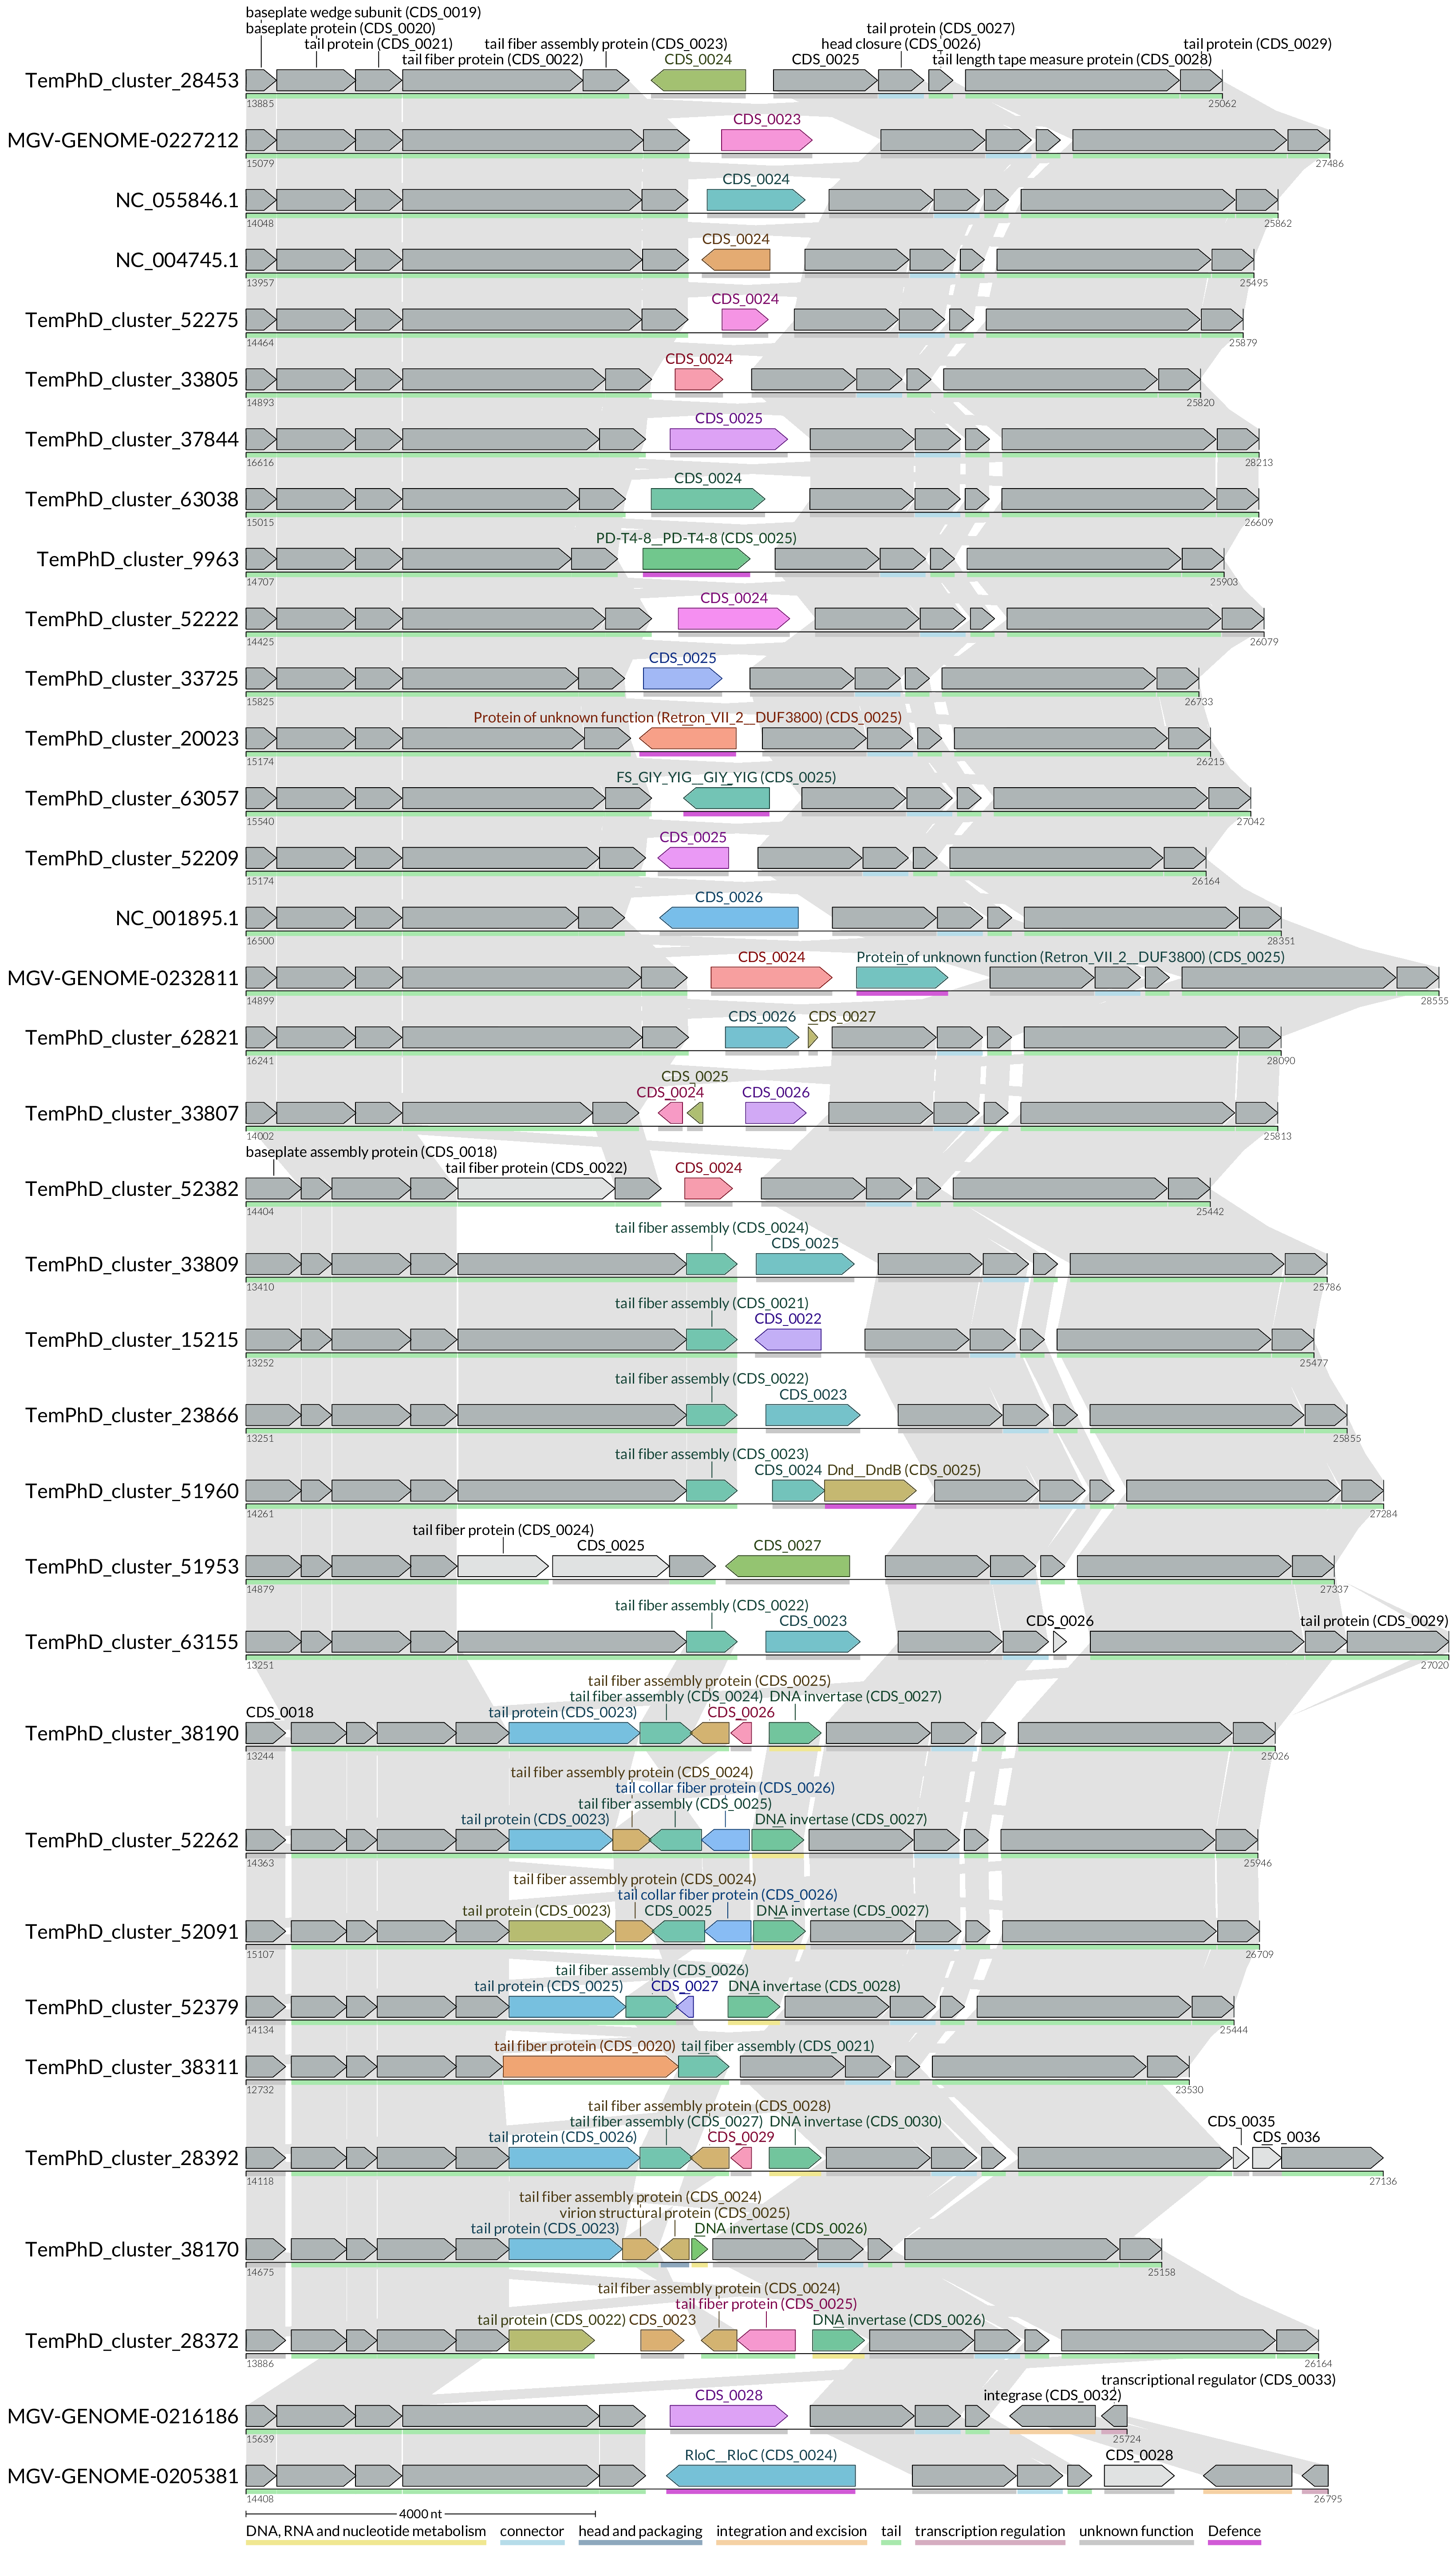 baseplate wedge subunit (CDS_0019)
baseplate protein (CDS_0020)
tail protein (CDS_0027)
tail protein (CDS_0021)
tail fiber assembly protein (CDS_0023)
head closure (CDS_0026)
tail protein (CDS_0029)
tail fiber protein (CDS_0022)
CDS_0024
CDS_0025
tail length tape measure protein (CDS_0028)
TemPhD_cluster_28453
13885
25062
CDS_0023
MGV-GENOME-0227212
15079
27486
CDS_0024
NC_055846.1
14048
25862
CDS_0024
NC_004745.1
13957
25495
CDS_0024
TemPhD_cluster_52275
14464
25879
CDS_0024
TemPhD_cluster_33805
14893
25820
CDS_0025
TemPhD_cluster_37844
16616
28213
CDS_0024
TemPhD_cluster_63038
15015
26609
PD-T4-8__PD-T4-8 (CDS_0025)
TemPhD_cluster_9963
14707
25903
CDS_0024
TemPhD_cluster_52222
14425
26079
CDS_0025
TemPhD_cluster_33725
15825
26733
Protein of unknown function (Retron_VII_2__DUF3800) (CDS_0025)
TemPhD_cluster_20023
15174
26215
FS_GIY_YIG__GIY_YIG (CDS_0025)
TemPhD_cluster_63057
15540
27042
CDS_0025
TemPhD_cluster_52209
15174
26164
CDS_0026
NC_001895.1
16500
28351
CDS_0024
Protein of unknown function (Retron_VII_2__DUF3800) (CDS_0025)
MGV-GENOME-0232811
14899
28555
CDS_0026
CDS_0027
TemPhD_cluster_62821
16241
28090
CDS_0025
CDS_0024
CDS_0026
TemPhD_cluster_33807
14002
25813
baseplate assembly protein (CDS_0018)
tail fiber protein (CDS_0022)
CDS_0024
TemPhD_cluster_52382
14404
25442
tail fiber assembly (CDS_0024)
CDS_0025
TemPhD_cluster_33809
13410
25786
tail fiber assembly (CDS_0021)
CDS_0022
TemPhD_cluster_15215
13252
25477
tail fiber assembly (CDS_0022)
CDS_0023
TemPhD_cluster_23866
13251
25855
tail fiber assembly (CDS_0023)
CDS_0024
Dnd__DndB (CDS_0025)
TemPhD_cluster_51960
14261
27284
tail fiber protein (CDS_0024)
CDS_0025
CDS_0027
TemPhD_cluster_51953
14879
27337
tail fiber assembly (CDS_0022)
CDS_0023
CDS_0026
tail protein (CDS_0029)
TemPhD_cluster_63155
13251
27020
tail fiber assembly protein (CDS_0025)
tail fiber assembly (CDS_0024)
DNA invertase (CDS_0027)
CDS_0018
tail protein (CDS_0023)
CDS_0026
TemPhD_cluster_38190
13244
25026
tail fiber assembly protein (CDS_0024)
tail collar fiber protein (CDS_0026)
tail fiber assembly (CDS_0025)
tail protein (CDS_0023)
DNA invertase (CDS_0027)
TemPhD_cluster_52262
14363
25946
tail fiber assembly protein (CDS_0024)
tail collar fiber protein (CDS_0026)
tail protein (CDS_0023)
CDS_0025
DNA invertase (CDS_0027)
TemPhD_cluster_52091
15107
26709
tail fiber assembly (CDS_0026)
tail protein (CDS_0025)
CDS_0027
DNA invertase (CDS_0028)
TemPhD_cluster_52379
14134
25444
tail fiber protein (CDS_0020)
tail fiber assembly (CDS_0021)
TemPhD_cluster_38311
12732
23530
tail fiber assembly protein (CDS_0028)
tail fiber assembly (CDS_0027)
DNA invertase (CDS_0030)
CDS_0035
tail protein (CDS_0026)
CDS_0029
CDS_0036
TemPhD_cluster_28392
14118
27136
tail fiber assembly protein (CDS_0024)
virion structural protein (CDS_0025)
tail protein (CDS_0023)
DNA invertase (CDS_0026)
TemPhD_cluster_38170
14675
25158
tail fiber assembly protein (CDS_0024)
tail fiber protein (CDS_0025)
tail protein (CDS_0022)
CDS_0023
DNA invertase (CDS_0026)
TemPhD_cluster_28372
13886
26164
transcriptional regulator (CDS_0033)
CDS_0028
integrase (CDS_0032)
MGV-GENOME-0216186
15639
25724
RloC__RloC (CDS_0024)
CDS_0028
MGV-GENOME-0205381
14408
26795
4000 nt
DNA, RNA and nucleotide metabolism
connector
head and packaging
integration and excision
tail
transcription regulation
unknown function
Defence